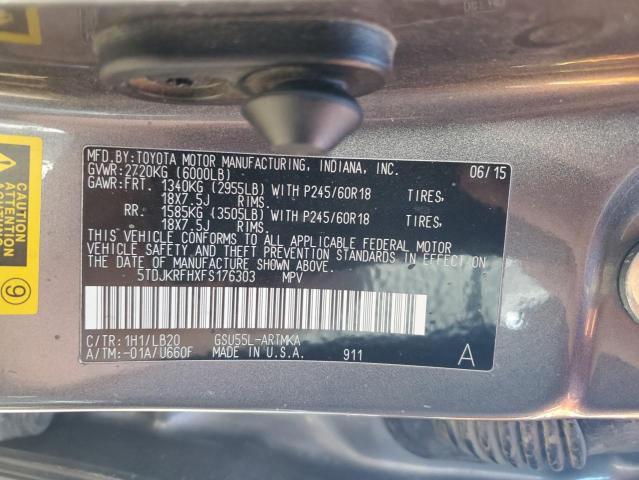 MFD.BY:TOYOTA MOTOR MANUFACTURING, INDIANA, INC. 06/15
GVWR:2720KG (6000LB)
GAWR:FRT. 1340KG (2955LB) WITH P245/60R18 TIRES,
18X7.5J RIMS.
RR. 1585KG (3505LB) WITH P245/60R18 TIRES,
18X7.5J RIMS.
THIS VEHICLE CONFORMS TO ALL APPLICABLE FEDERAL MOTOR
VEHICLE SAFETY AND THEFT PREVENTION STANDARDS IN EFFECT ON
THE DATE OF MANUFACTURE SHOWN ABOVE.
5TDJKRFHXFS176303 MPV
C/TR:1H1/LB20 GSU55L-ARTMKA
A/TM:-01A/U660F MADE IN U.S.A. 911 A
9